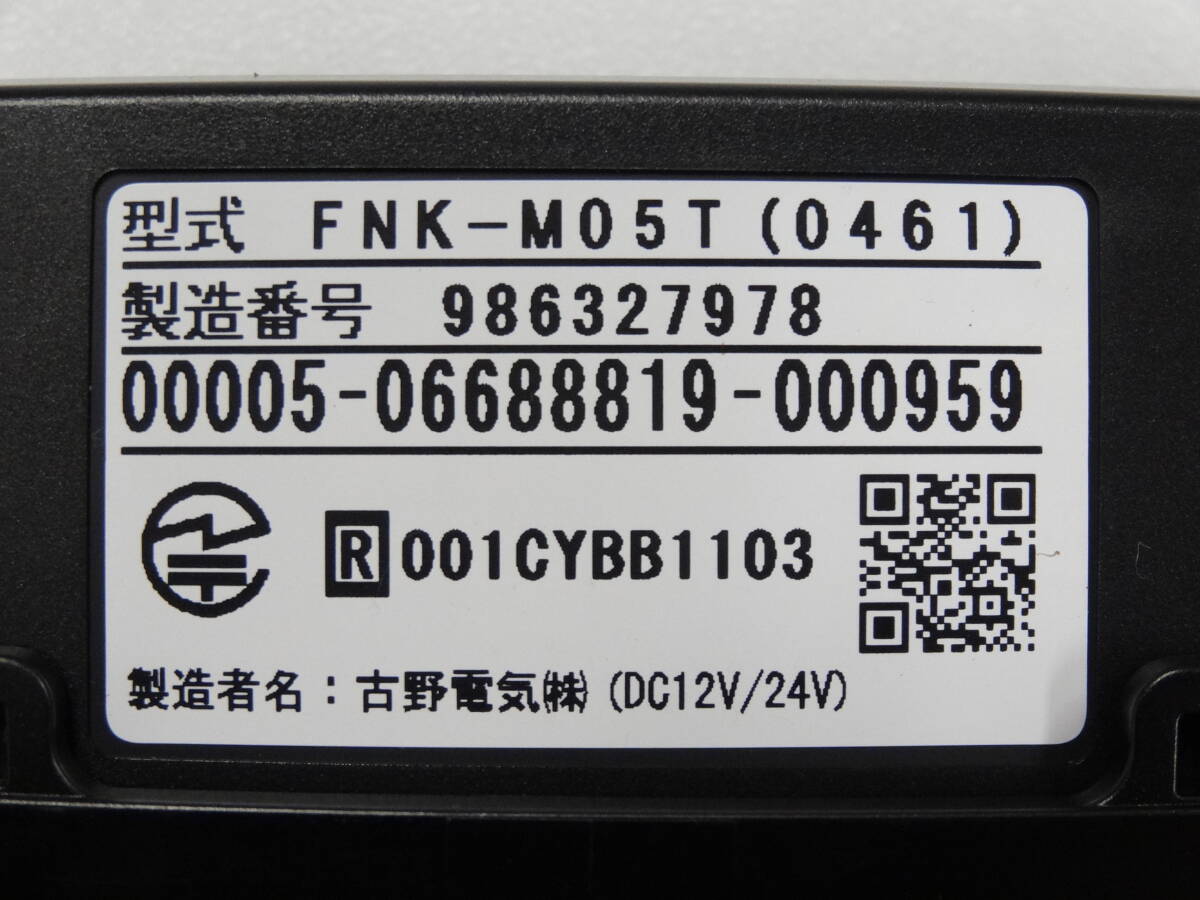 型式 FNK-M05T(0461)
製造番号 986327978
00005-06688819-000959
R 001CYBB1103
製造者名：古野電気㈱(DC12V/24V)